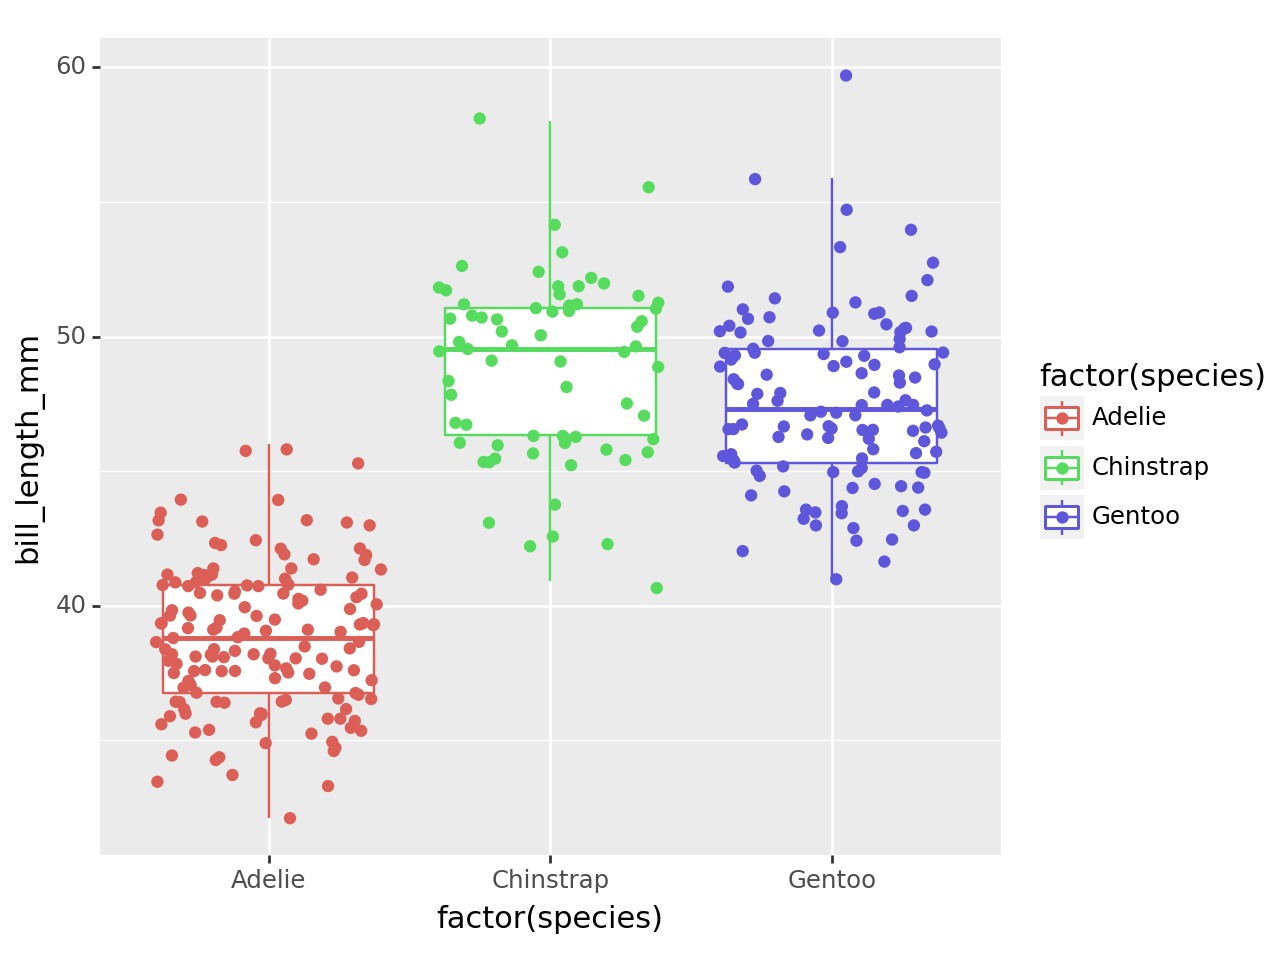 60
50
40
bill_length_mm
Adelie
Chinstrap
Gentoo
factor(species)
factor(species)
Adelie
Chinstrap
Gentoo